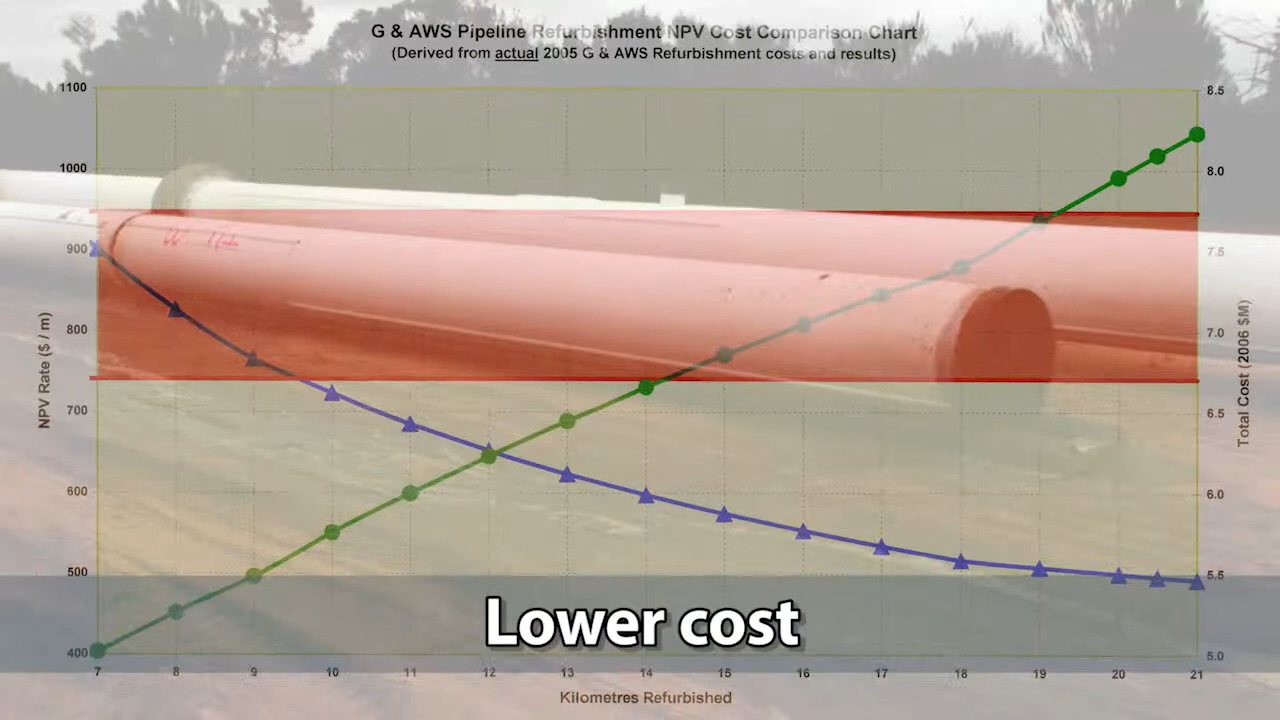 G & AWS Pipeline Refurbishment NPV Cost Comparison Chart
(Derived from actual 2005 G & AWS Refurbishment costs and results)
1100
1000
900
800
700
600
500
400
NPV Rate ($ / m)
8.5
8.0
7.5
7.0
6.5
6.0
5.5
5.0
Total Cost (2006 $M)
7 8 9 10 11 12 13 14 15 16 17 18 19 20 21
Kilometres Refurbished
Lower cost